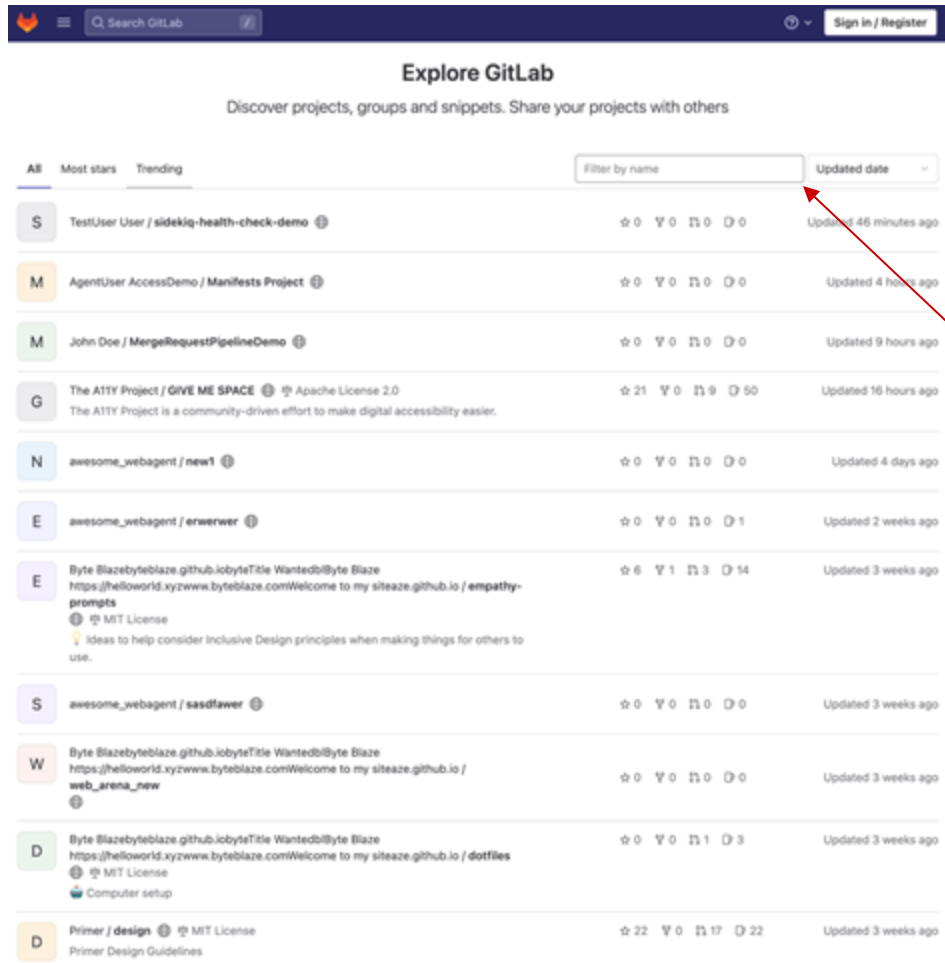 Search GitLab /
Sign in / Register
Explore GitLab
Discover projects, groups and snippets. Share your projects with others
All Most stars Trending Filter by name Updated date
S TestUser User / sidekiq-health-check-demo 0 0 0 0 Updated 46 minutes ago
M AgentUser AccessDemo / Manifests Project 0 0 0 0 Updated 4 hours ago
M John Doe / MergeRequestPipelineDemo 0 0 0 0 Updated 9 hours ago
G The A11Y Project / GIVE ME SPACE Apache License 2.0 21 0 9 50 Updated 16 hours ago
The A11Y Project is a community-driven effort to make digital accessibility easier.
N awesome_webagent / new1 0 0 0 0 Updated 4 days ago
E awesome_webagent / erwerwer 0 0 0 1 Updated 2 weeks ago
E Byte Blazebyteblaze.github.iobyteTitle WantedblByte Blaze 6 1 3 14 Updated 3 weeks ago
https://helloworld.xyzwww.byteblaze.comWelcome to my siteaze.github.io / empathy-
prompts
MIT License
Ideas to help consider Inclusive Design principles when making things for others to
use.
S awesome_webagent / sasdfawer 0 0 0 0 Updated 3 weeks ago
W Byte Blazebyteblaze.github.iobyteTitle WantedblByte Blaze
https://helloworld.xyzwww.byteblaze.comWelcome to my siteaze.github.io /
web_arena_new 0 0 0 0 Updated 3 weeks ago
D Byte Blazebyteblaze.github.iobyteTitle WantedblByte Blaze 0 0 1 3 Updated 3 weeks ago
https://helloworld.xyzwww.byteblaze.comWelcome to my siteaze.github.io / dotfiles
MIT License
Computer setup
D Primer / design MIT License 22 0 17 22 Updated 3 weeks ago
Primer Design Guidelines